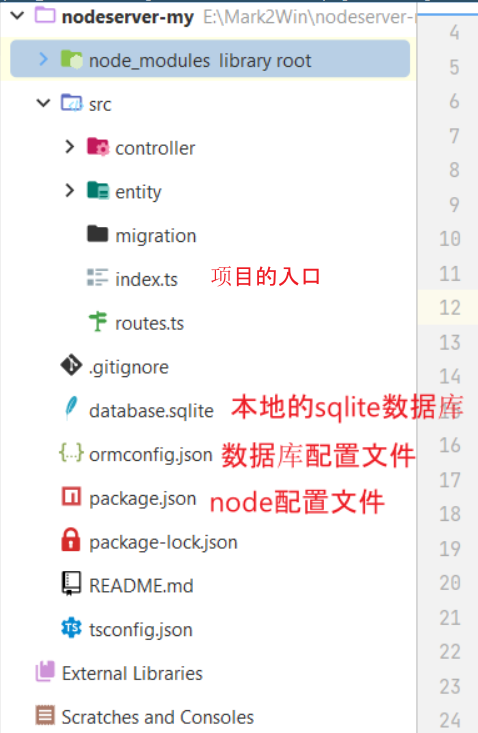 nodeserver-my E:\Mark2Win\nodeserver-
node_modules library root
src
controller
entity
migration
index.ts 项目的入口
routes.ts
.gitignore
database.sqlite 本地的sqlite数据库
ormconfig.json 数据库配置文件
package.json node配置文件
package-lock.json
README.md
tsconfig.json
External Libraries
Scratches and Consoles
4
5
6
7
8
9
10
11
12
13
14
15
16
17
18
19
20
21
22
23
24